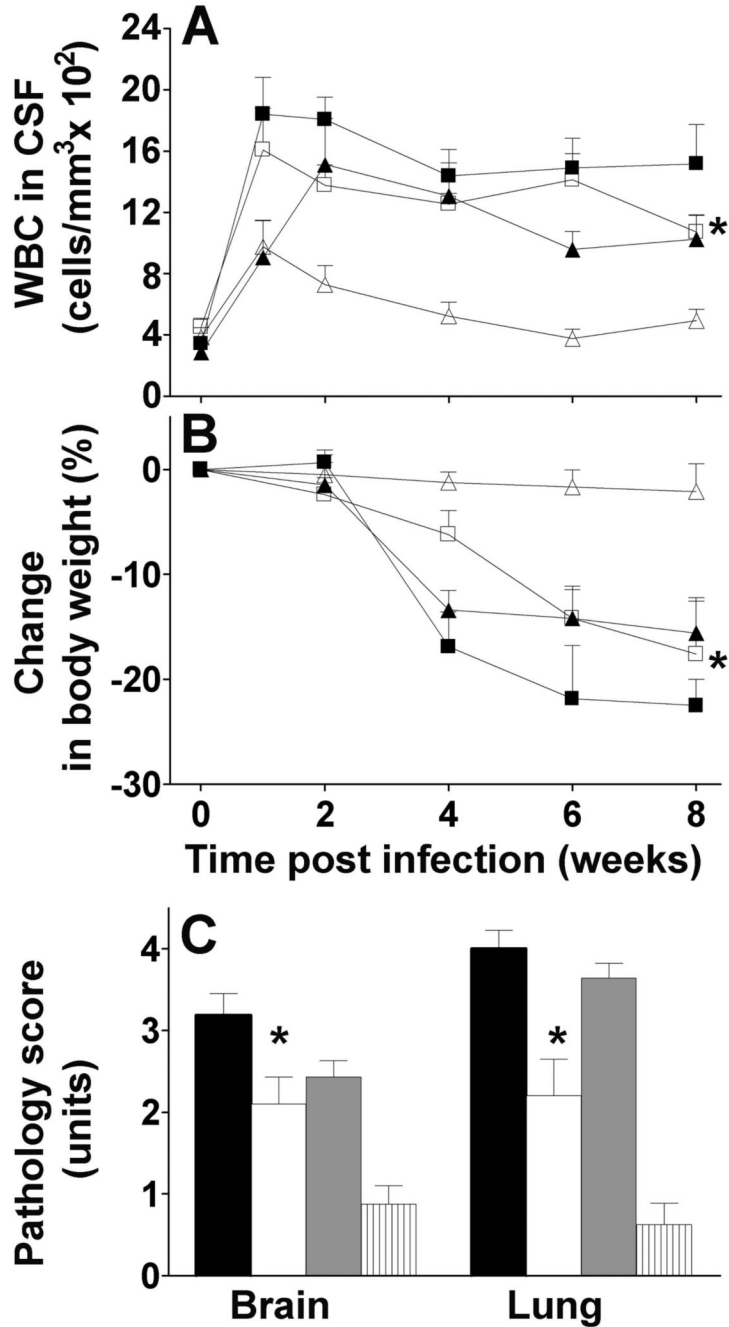 A
WBC in CSF
(cells/mm³x 10²)
24
20
16
12
8
4
0
*
B
Change
in body weight (%)
0
-10
-20
-30
*
0 2 4 6 8
Time post infection (weeks)
C
Pathology score
(units)
4
3
2
1
0
* *
Brain Lung